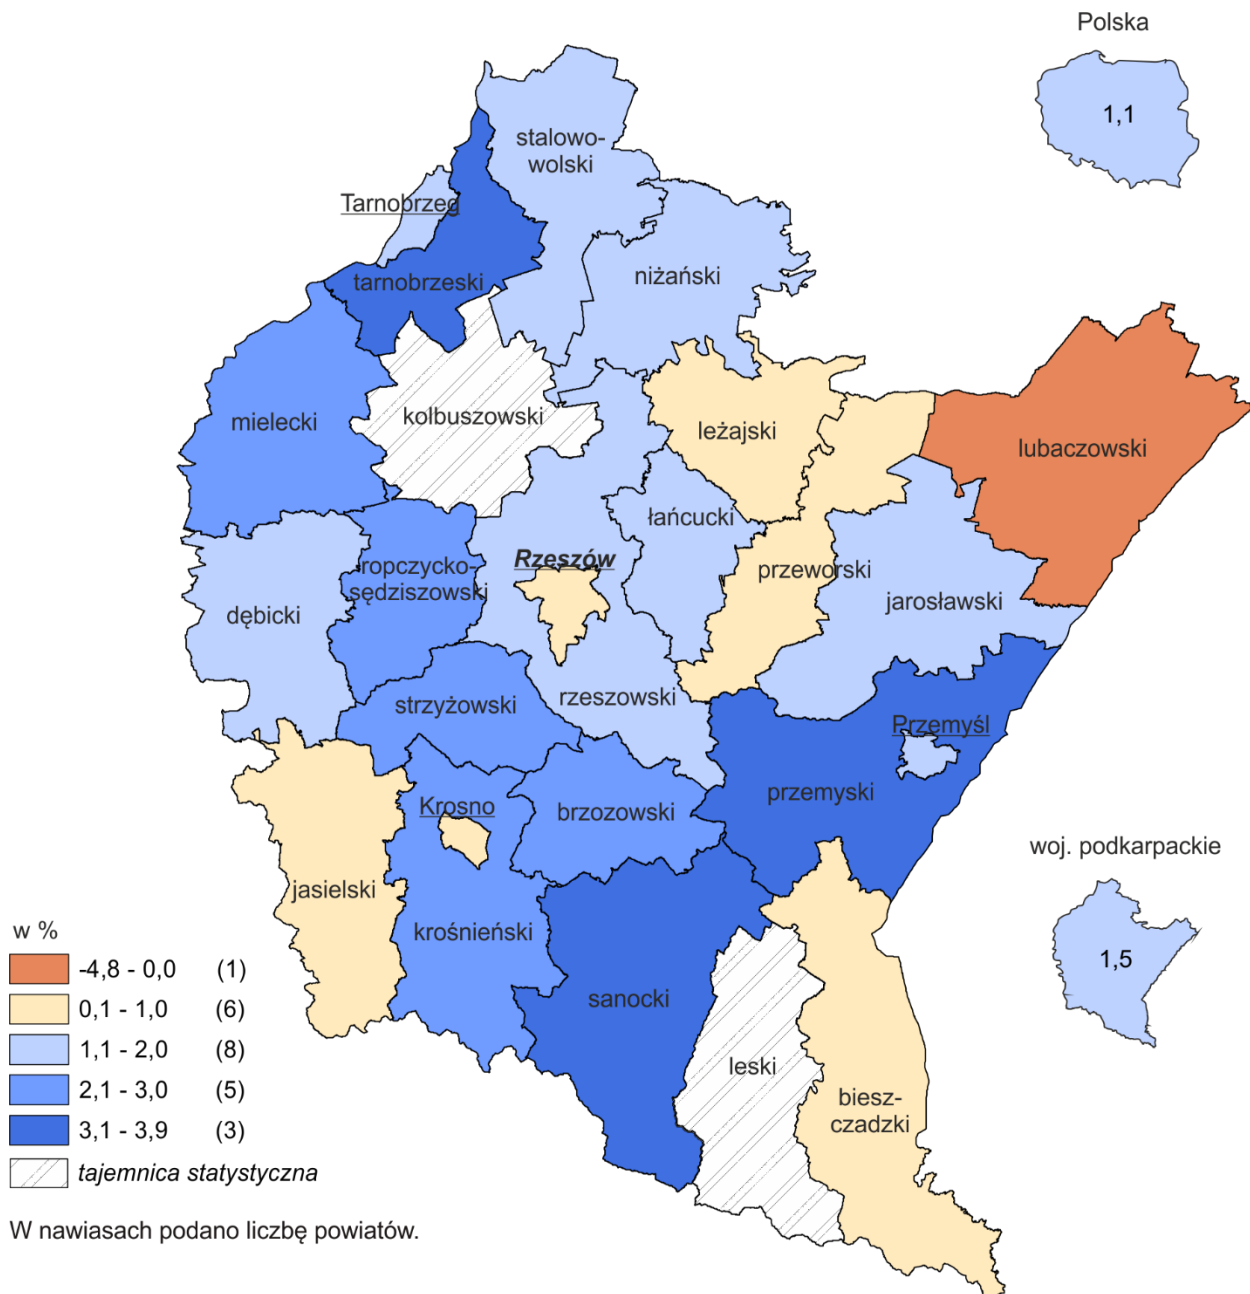 Polska
1,1
stalowo-
wolski
Tarnobrzeg
tarnobrzeski
niżański
mielecki
kolbuszowski
leżajski
lubaczowski
łańcucki
Rzeszów
ropczycko-
sędziszowski
przeworski
jarosławski
dębicki
rzeszowski
strzyżowski
Przemyśl
przemyski
Krosno
brzozowski
woj. podkarpackie
1,5
jasielski
krośnieński
sanocki
leski
biesz-
czadzki
w %
-4,8 - 0,0 (1)
0,1 - 1,0 (6)
1,1 - 2,0 (8)
2,1 - 3,0 (5)
3,1 - 3,9 (3)
tajemnica statystyczna
W nawiasach podano liczbę powiatów.